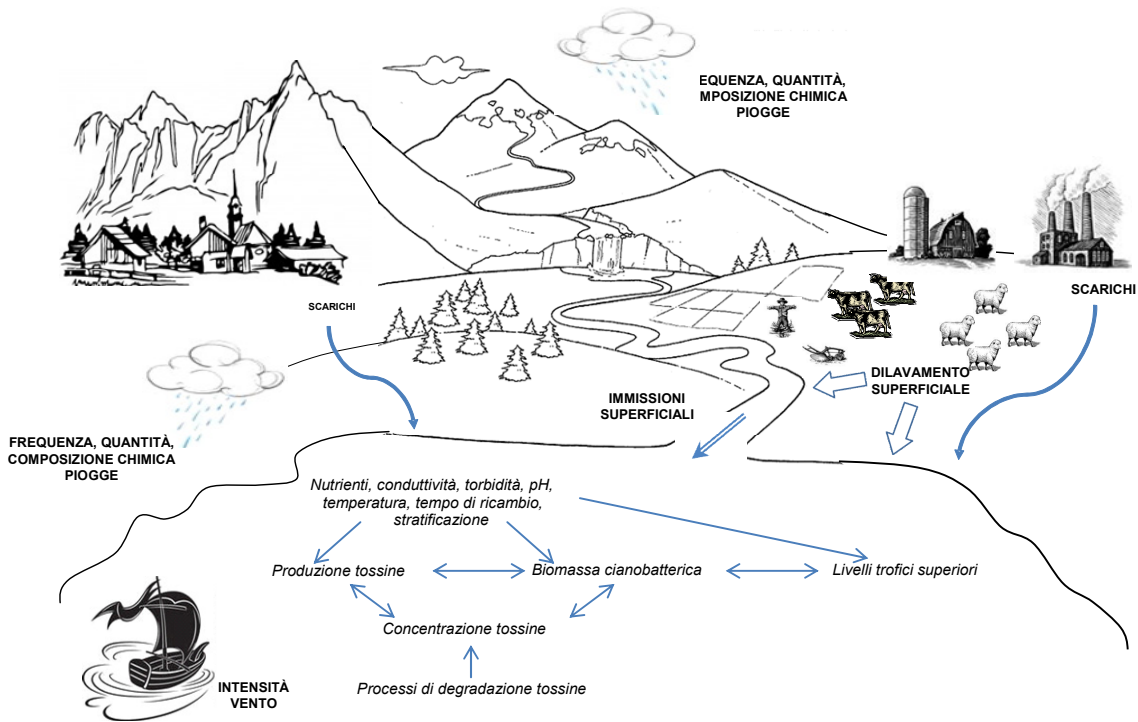 EQUENZA, QUANTITÀ,
MPOSIZIONE CHIMICA
PIOGGE
SCARICHI
SCARICHI
DILAVAMENTO
SUPERFICIALE
IMMISSIONI
SUPERFICIALI
FREQUENZA, QUANTITÀ,
COMPOSIZIONE CHIMICA
PIOGGE
Nutrienti, conduttività, torbidità, pH,
temperatura, tempo di ricambio,
stratificazione
Produzione tossine
Biomassa cianobatterica
Livelli trofici superiori
Concentrazione tossine
Processi di degradazione tossine
INTENSITÀ
VENTO